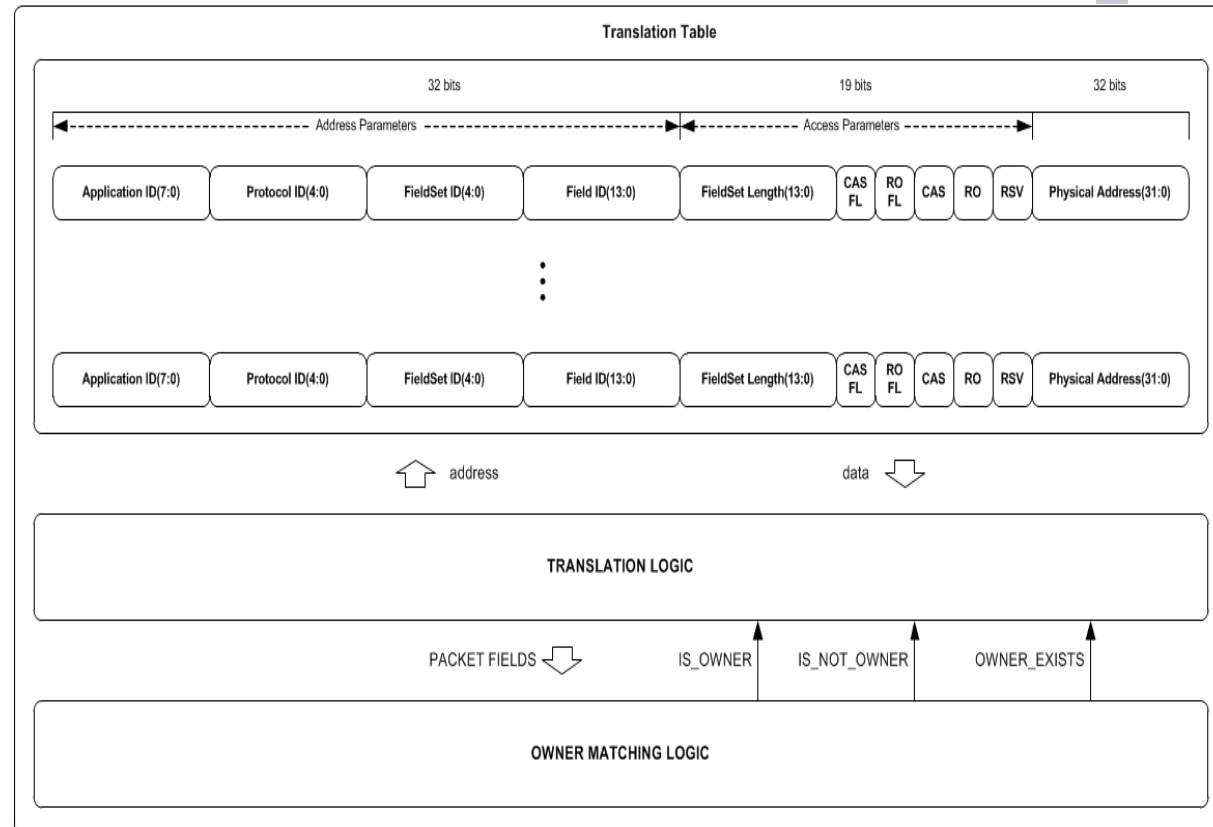 Translation Table
32 bits 19 bits 32 bits
Address Parameters Access Parameters
Application ID(7:0) Protocol ID(4:0) FieldSet ID(4:0) Field ID(13:0) FieldSet Length(13:0) CAS FL RO FL CAS RO RSV Physical Address(31:0)
Application ID(7:0) Protocol ID(4:0) FieldSet ID(4:0) Field ID(13:0) FieldSet Length(13:0) CAS FL RO FL CAS RO RSV Physical Address(31:0)
address data
TRANSLATION LOGIC
PACKET FIELDS IS_OWNER IS_NOT_OWNER OWNER_EXISTS
OWNER MATCHING LOGIC